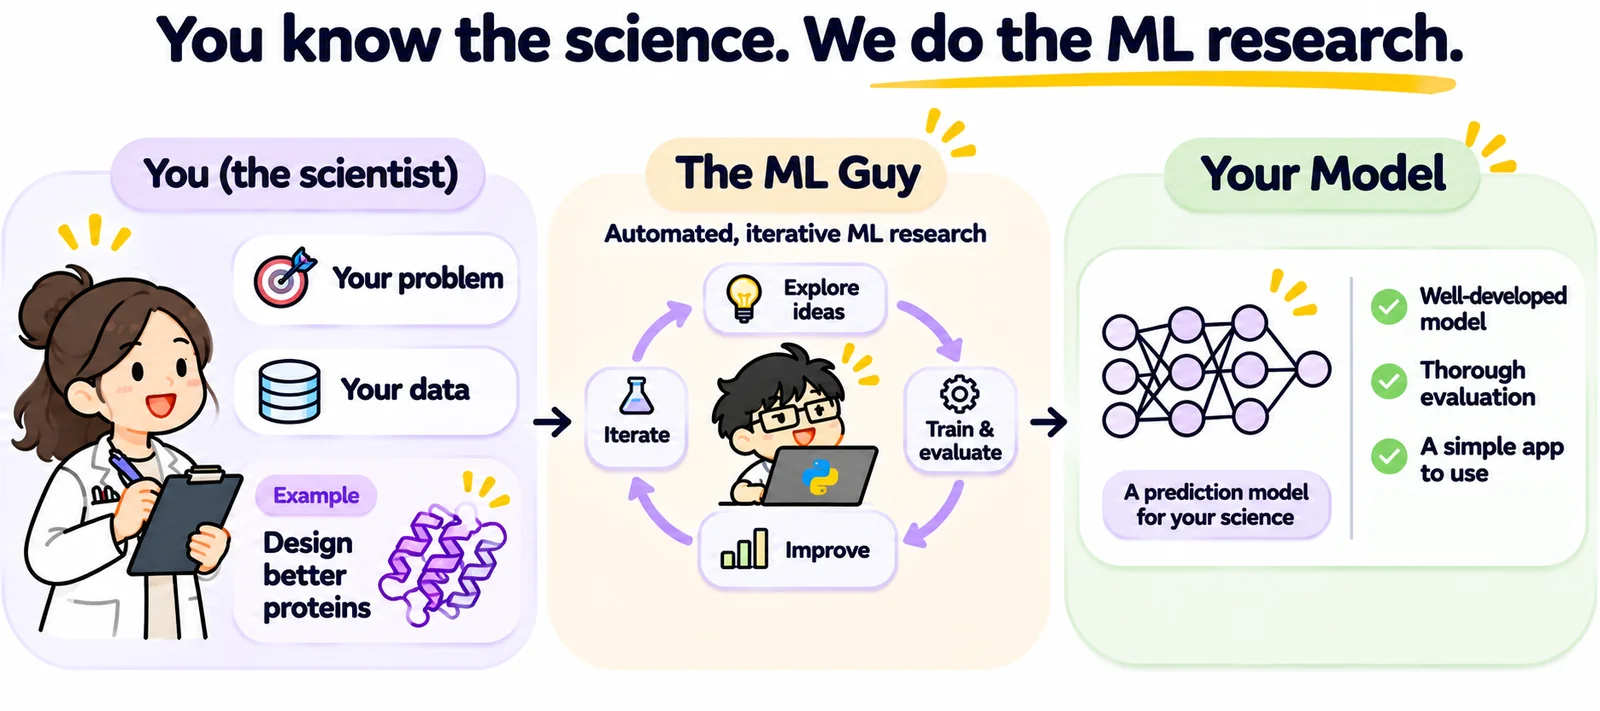 You know the science. We do the ML research.
You (the scientist)
Your problem
Your data
Example
Design
better
proteins
The ML Guy
Automated, iterative ML research
Explore
ideas
Train &
evaluate
Improve
Iterate
Your Model
A prediction model
for your science
Well-developed
model
Thorough
evaluation
A simple app
to use